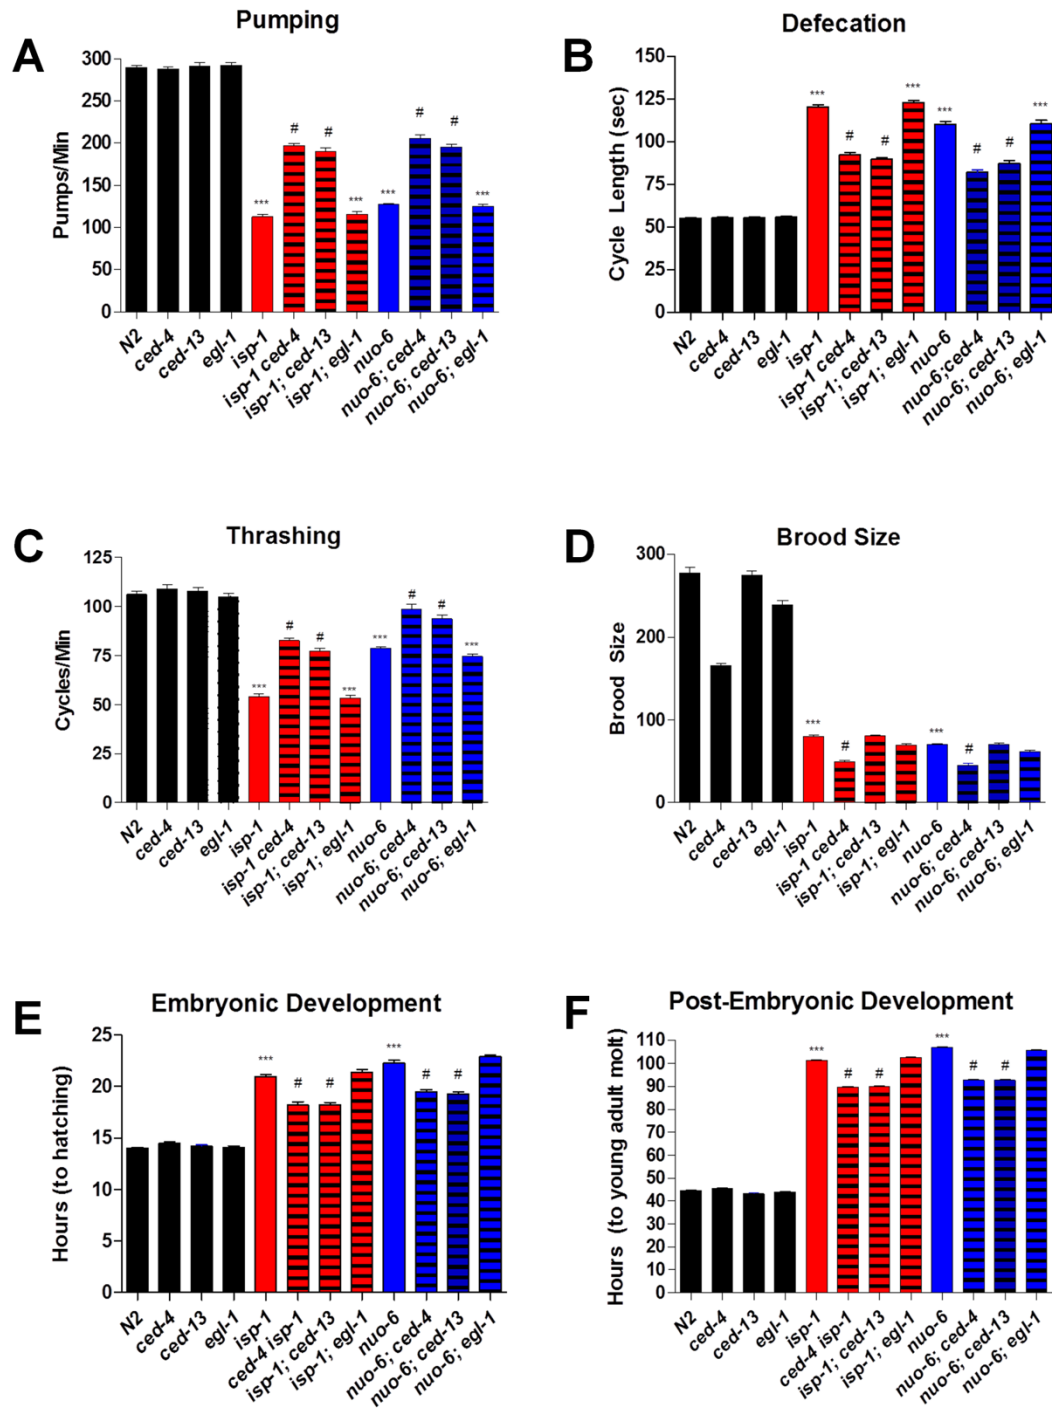 Pumping
A
Pumps/Min
300
250
200
150
100
50
0
***
#
#
***
***
#
#
***
N2
ced-4
ced-13
egl-1
isp-1
isp-1 ced-4
isp-1; ced-13
isp-1; egl-1
nuo-6
nuo-6; ced-4
nuo-6; ced-13
nuo-6; egl-1
Defecation
B
Cycle Length (sec)
150
125
100
75
50
25
0
***
#
#
***
***
#
#
***
N2
ced-4
ced-13
egl-1
isp-1
isp-1 ced-4
isp-1; ced-13
isp-1; egl-1
nuo-6
nuo-6;ced-4
nuo-6; ced-13
nuo-6; egl-1
Thrashing
C
Cycles/Min
125
100
75
50
25
0
***
#
#
***
***
#
#
***
N2
ced-4
ced-13
egl-1
isp-1
isp-1 ced-4
isp-1; ced-13
isp-1; egl-1
nuo-6
nuo-6; ced-4
nuo-6; ced-13
nuo-6; egl-1
Brood Size
D
Brood Size
300
200
100
0
***
#
***
#
N2
ced-4
ced-13
egl-1
isp-1
isp-1 ced-4
isp-1; ced-13
isp-1; egl-1
nuo-6
nuo-6; ced-4
nuo-6; ced-13
nuo-6; egl-1
Embryonic Development
E
Hours (to hatching)
25
20
15
10
5
0
***
#
#
***
#
#
N2
ced-4
ced-13
egl-1
isp-1
ced-4 isp-1
isp-1; ced-13
isp-1; egl-1
nuo-6
nuo-6; ced-4
nuo-6; ced-13
nuo-6; egl-1
Post-Embryonic Development
F
Hours (to young adult molt)
110
100
90
80
70
60
50
40
30
20
10
0
***
#
#
***
#
#
N2
ced-4
ced-13
egl-1
isp-1
ced-4 isp-1
isp-1; ced-13
isp-1; egl-1
nuo-6
nuo-6; ced-4
nuo-6; ced-13
nuo-6; egl-1